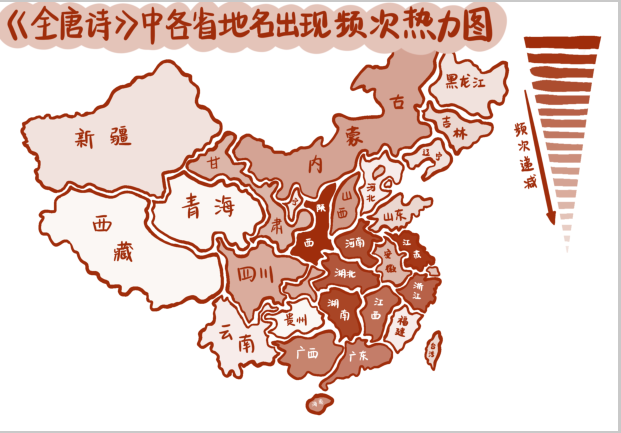 《全唐诗》中各省地名出现频次热力图
黑龙江
古
吉林
新疆
蒙
辽宁
甘
内
河北
宁
陕
山西
青海
肃
山东
西
西藏
河南
江苏
四川
安徽
湖北
浙江
湖南
江西
云南
贵州
福建
广西
广东
台湾
频次递减